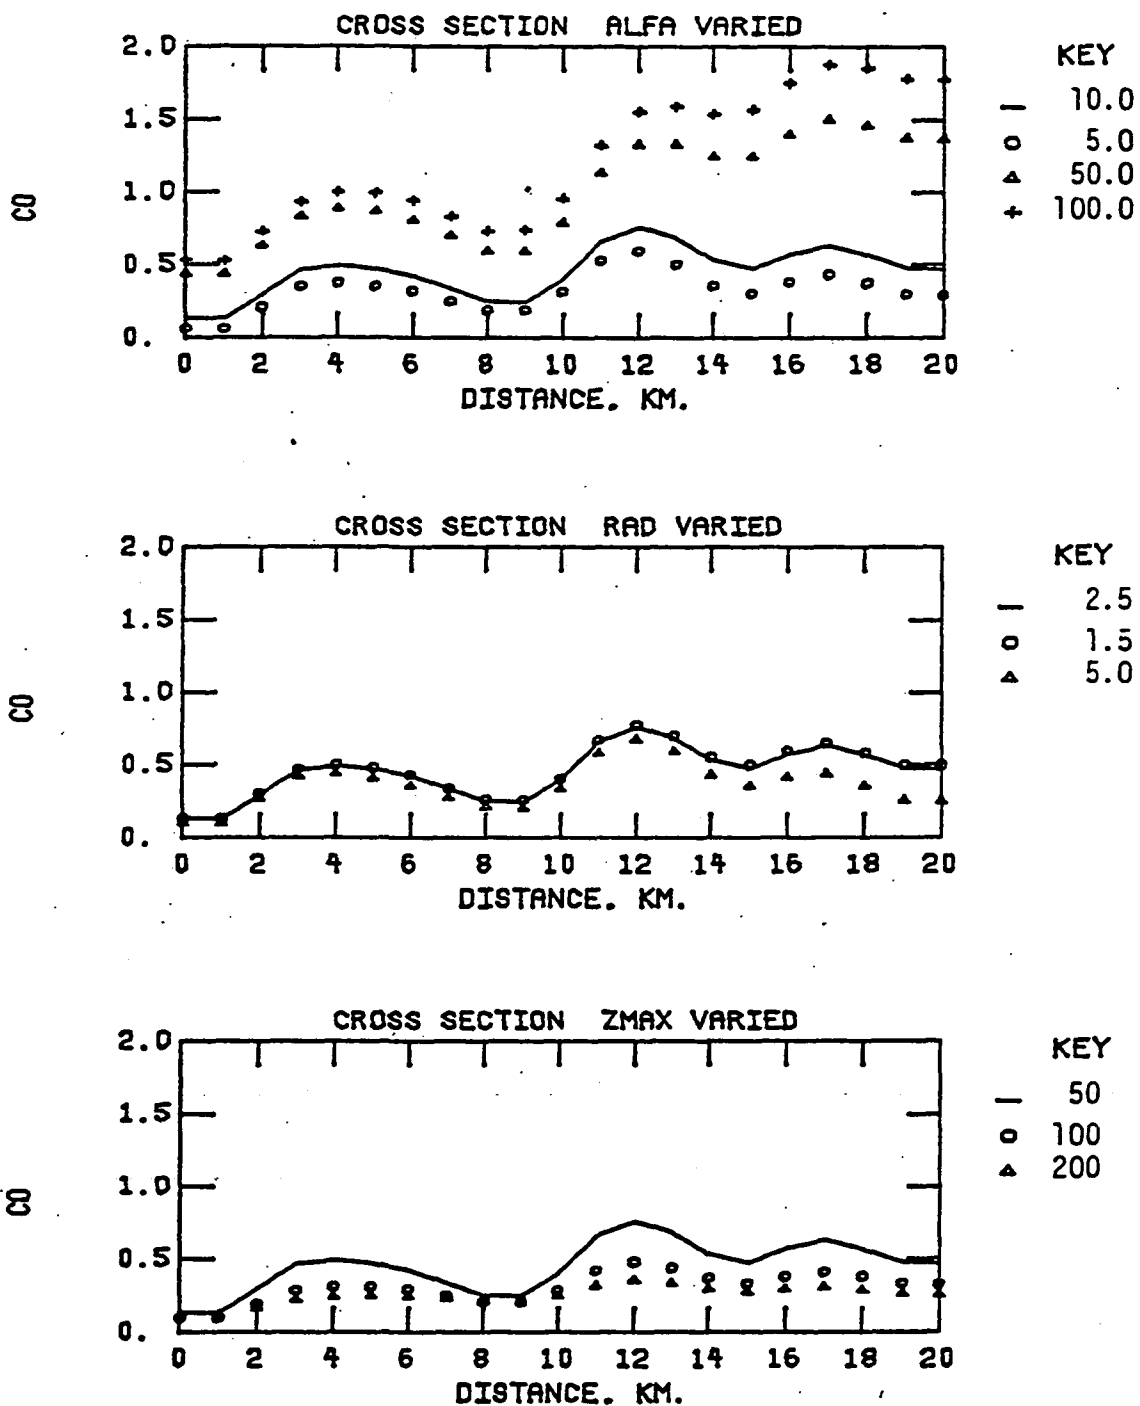 CROSS SECTION ALFA VARIED
2.0
1.5
1.0
0.5
0.
CO
0 2 4 6 8 10 12 14 16 18 20
DISTANCE. KM.
KEY
10.0
5.0
50.0
100.0
CROSS SECTION RAD VARIED
2.0
1.5
1.0
0.5
0.
CO
0 2 4 6 8 10 12 14 16 18 20
DISTANCE. KM.
KEY
2.5
1.5
5.0
CROSS SECTION ZMAX VARIED
2.0
1.5
1.0
0.5
0.
CO
0 2 4 6 8 10 12 14 16 18 20
DISTANCE. KM.
KEY
50
100
200